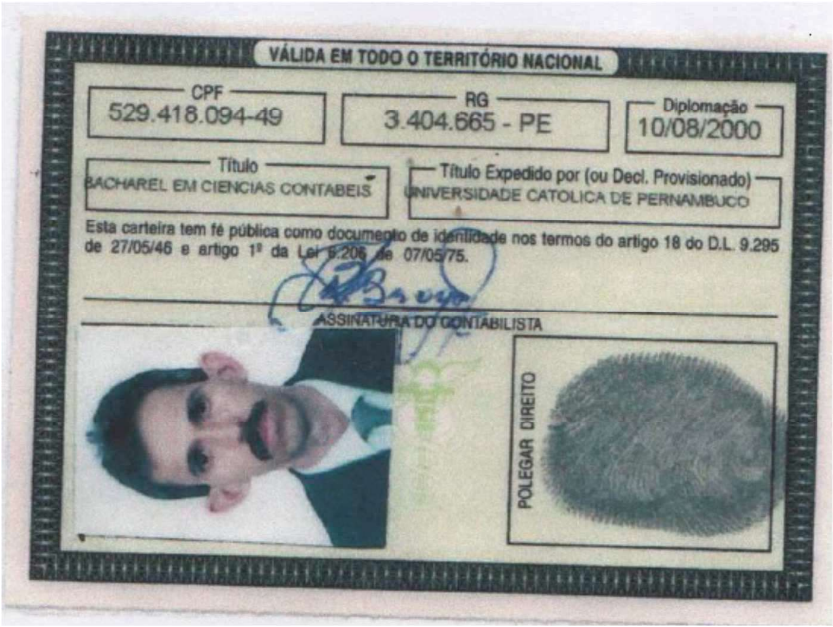 VÁLIDA EM TODO O TERRITÓRIO NACIONAL
CPF
529.418.094-49
RG
3.404.665 - PE
Diplomação
10/08/2000
Título
BACHAREL EM CIENCIAS CONTABEIS
Título Expedido por (ou Decl. Provisionado)
UNIVERSIDADE CATOLICA DE PERNAMBUCO
Esta carteira tem fé pública como documento de identidade nos termos do artigo 18 do D.L. 9.295
de 27/05/46 e artigo 1º da Lei 6.206 de 07/05/75.
ASSINATURA DO CONTABILISTA
POLEGAR DIREITO